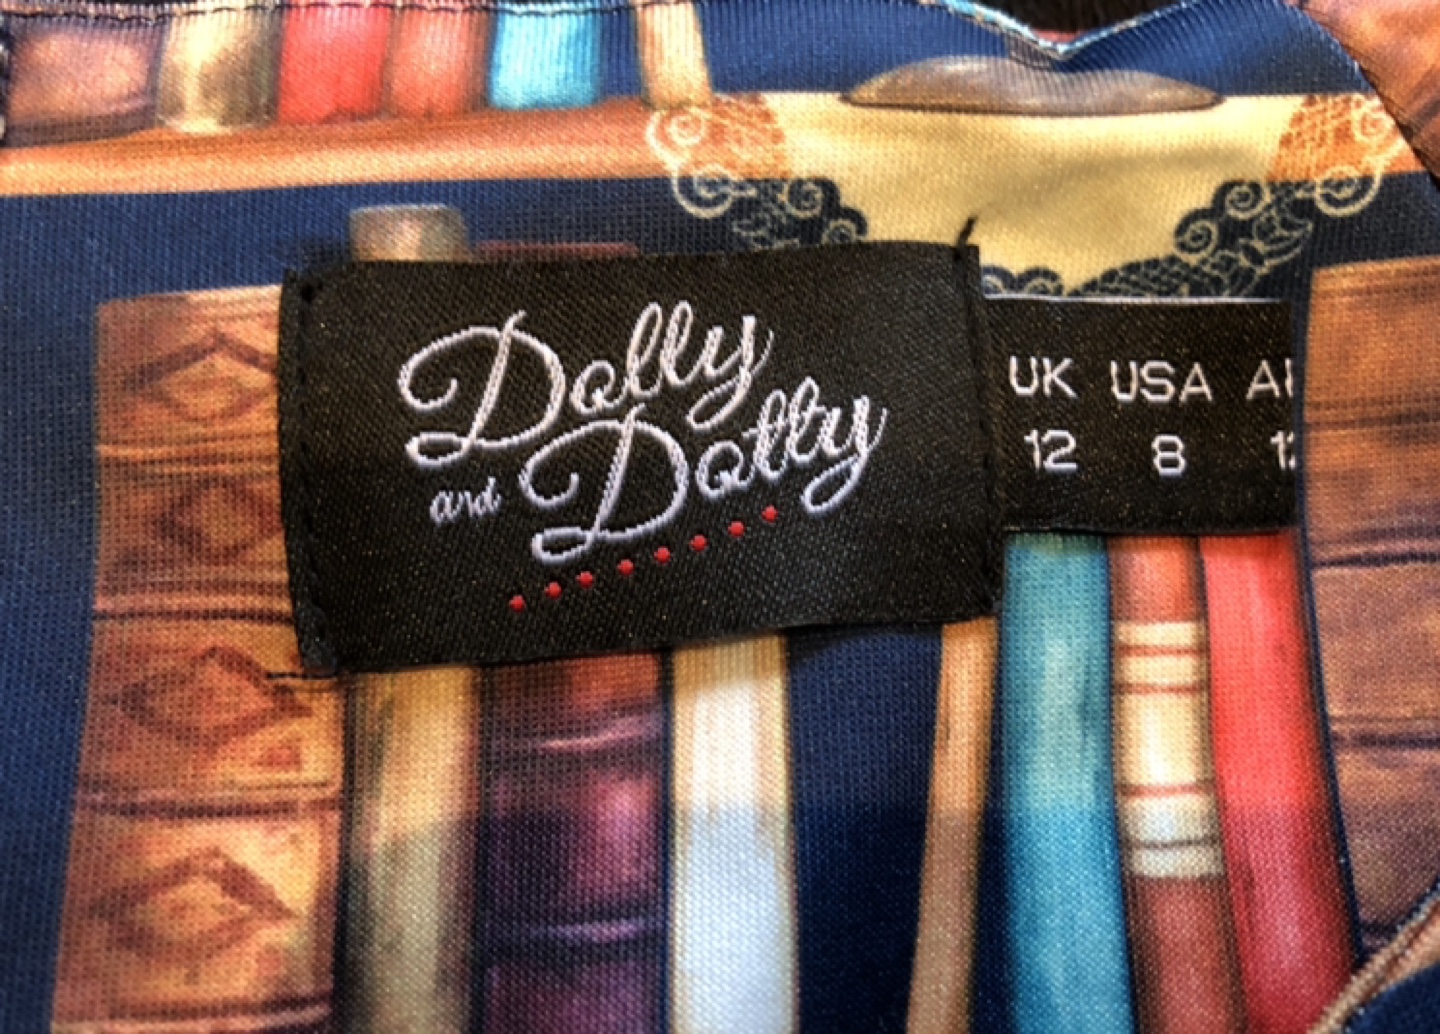 Dolly
and Dotty
UK USA
12 8